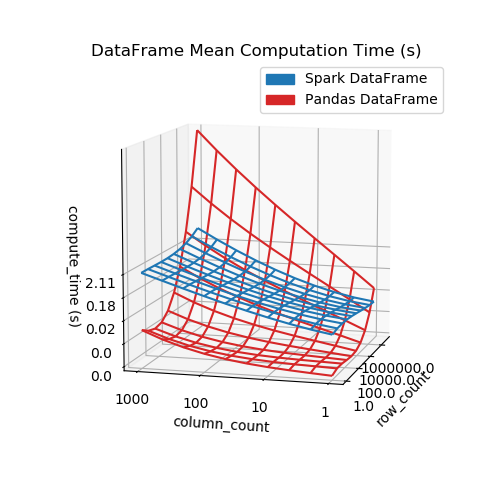 DataFrame Mean Computation Time (s)
Spark DataFrame
Pandas DataFrame
compute_time (s)
2.11
0.18
0.02
0.0
0.0
1000
100
10
1
column_count
1000000.0
10000.0
100.0
1.0
row_count